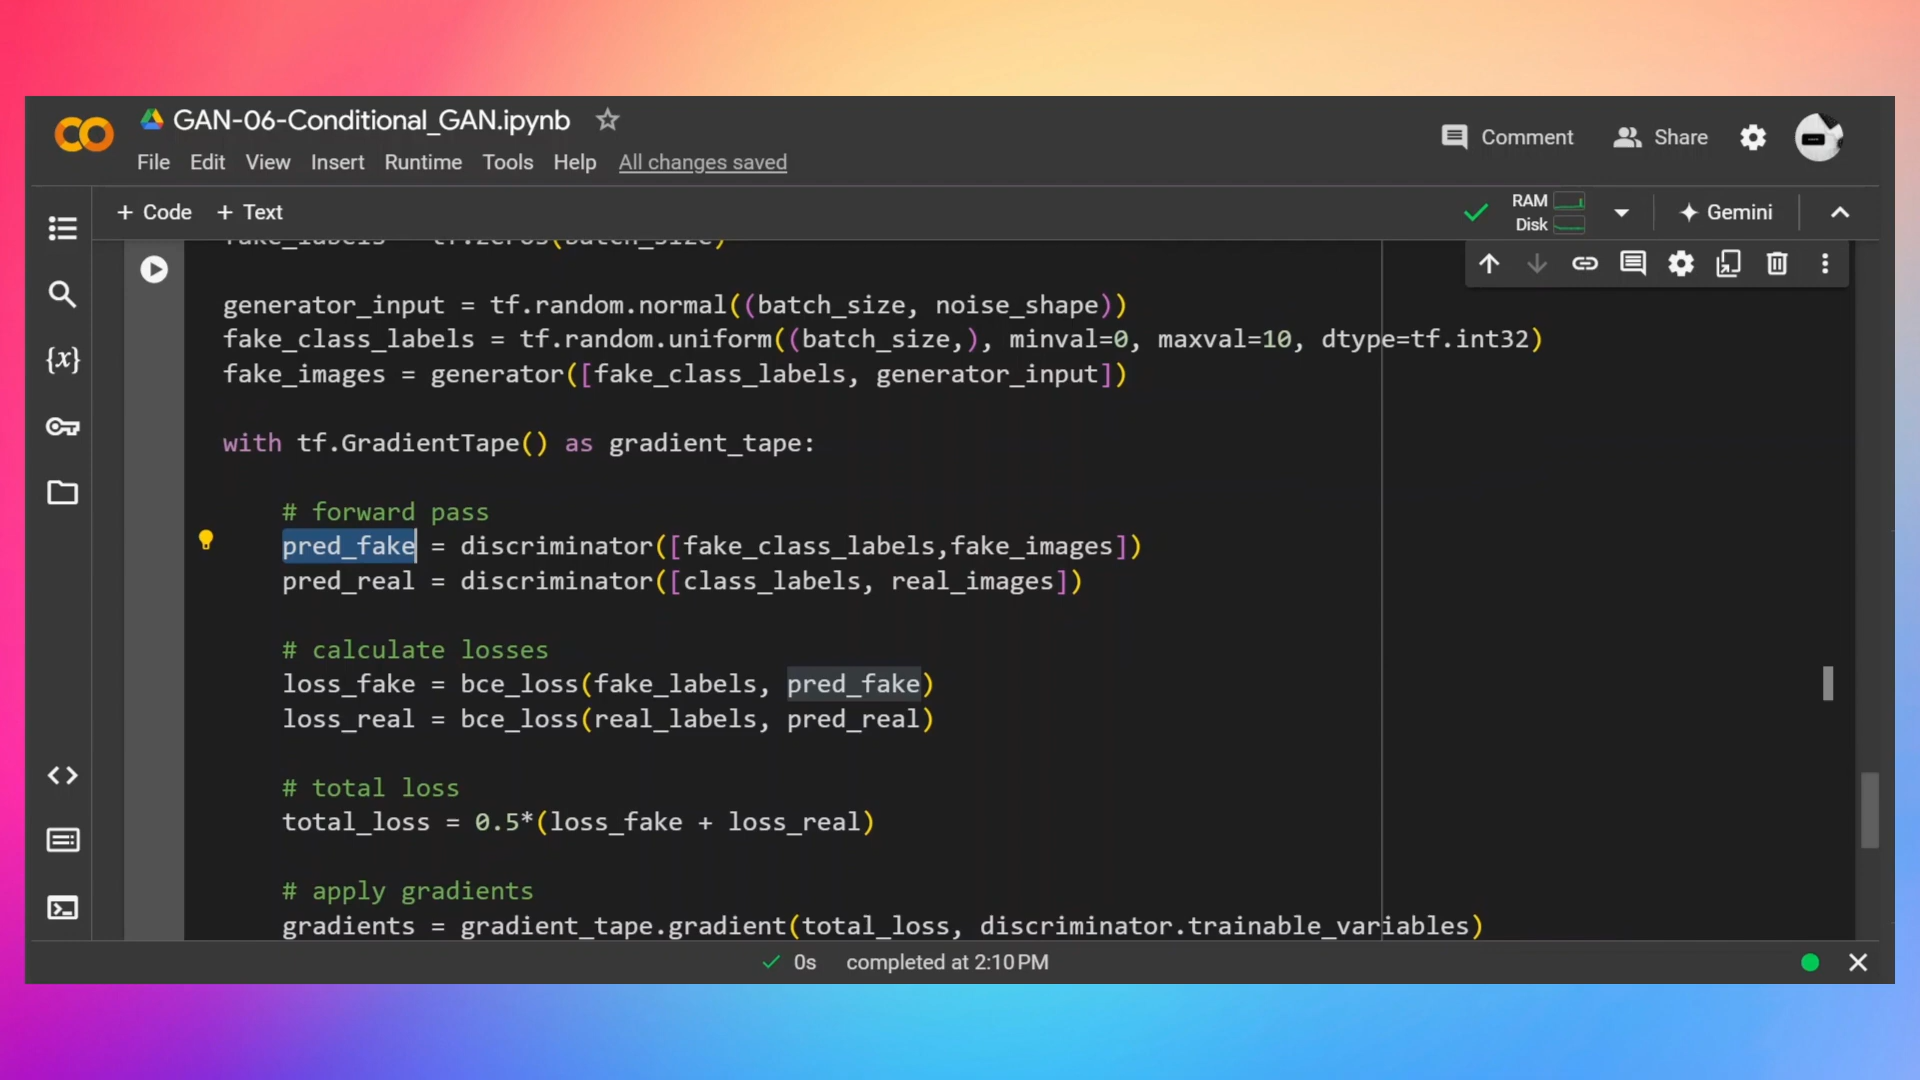 GAN-06-Conditional_GAN.ipynb
File Edit View Insert Runtime Tools Help All changes saved
Comment Share
+ Code + Text
RAM
Disk
Gemini
fake_labels = tf.zeros(batch_size)
generator_input = tf.random.normal((batch_size, noise_shape))
fake_class_labels = tf.random.uniform((batch_size,), minval=0, maxval=10, dtype=tf.int32)
fake_images = generator([fake_class_labels, generator_input])
with tf.GradientTape() as gradient_tape:
# forward pass
pred_fake = discriminator([fake_class_labels,fake_images])
pred_real = discriminator([class_labels, real_images])
# calculate losses
loss_fake = bce_loss(fake_labels, pred_fake)
loss_real = bce_loss(real_labels, pred_real)
# total loss
total_loss = 0.5*(loss_fake + loss_real)
# apply gradients
gradients = gradient_tape.gradient(total_loss, discriminator.trainable_variables)
0s completed at 2:10 PM